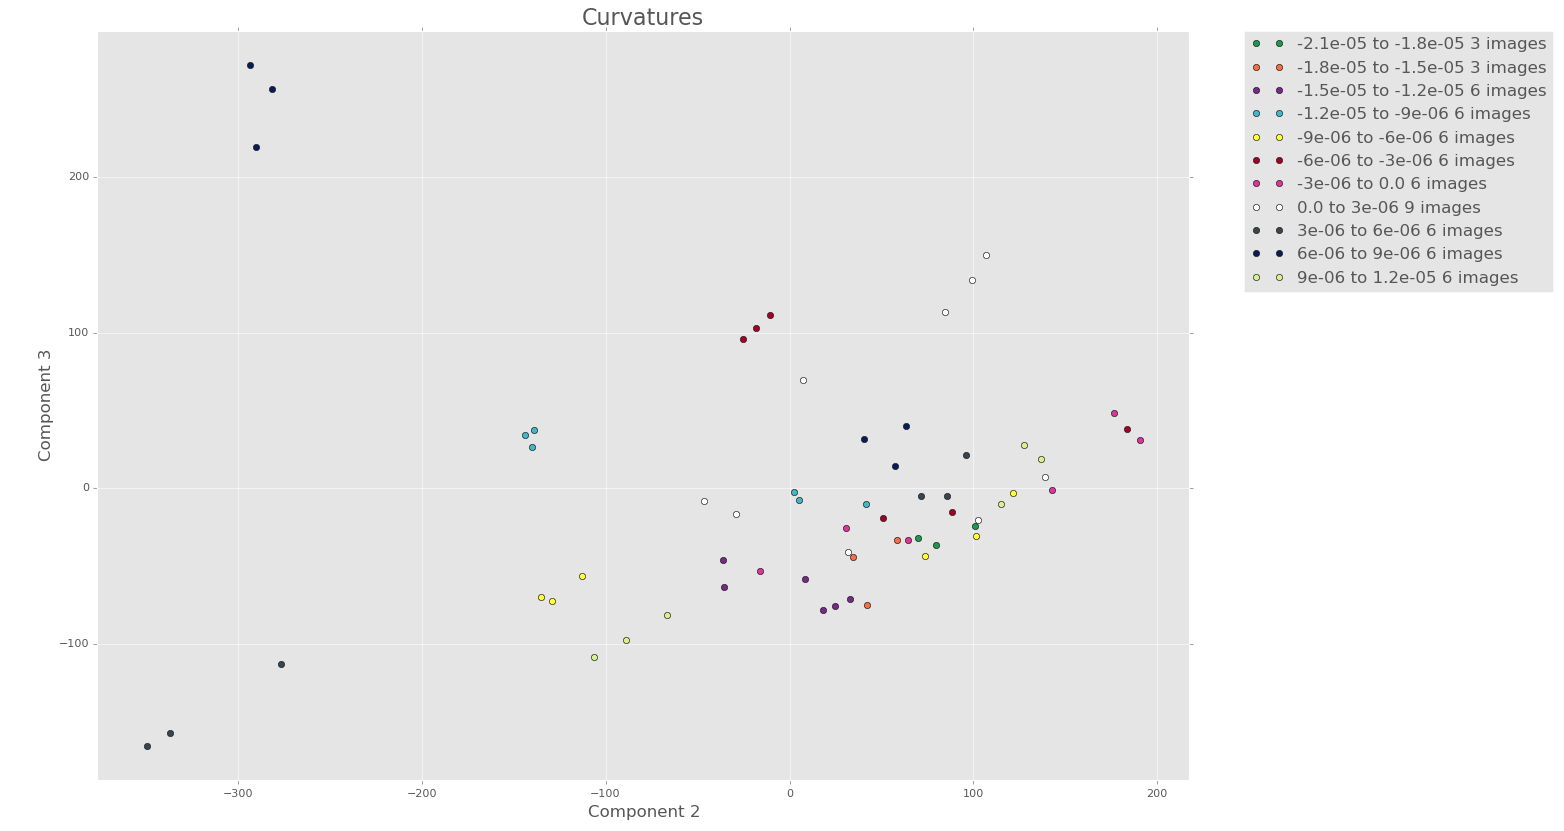 Curvatures
-2.1e-05 to -1.8e-05 3 images
-1.8e-05 to -1.5e-05 3 images
-1.5e-05 to -1.2e-05 6 images
-1.2e-05 to -9e-06 6 images
-9e-06 to -6e-06 6 images
-6e-06 to -3e-06 6 images
-3e-06 to 0.0 6 images
0.0 to 3e-06 9 images
3e-06 to 6e-06 6 images
6e-06 to 9e-06 6 images
9e-06 to 1.2e-05 6 images
200
100
0
−100
Component 3
−300 −200 −100 0 100 200
Component 2